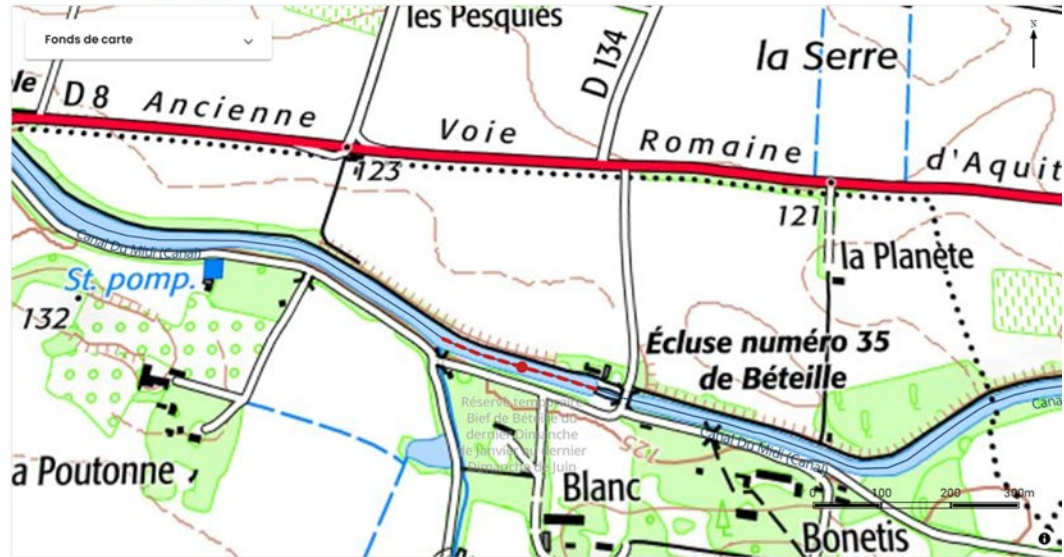 Fonds de carte
les Pesquiès
D 134
la Serre
N
le
D 8
Ancienne Voie Romaine d'Aquit
123
121
la Planète
Canal Du Midi (Canal)
St. pomp.
132
Écluse numéro 35
de Béteille
Réserve temporaire
Bief de Béteille du
dernier Dimanche
de Janvier au dernier
Dimanche de Juin
125
Canal Du Midi (Canal)
Cana
a Poutonne
Blanc
Bonetis
0 100 200 300m